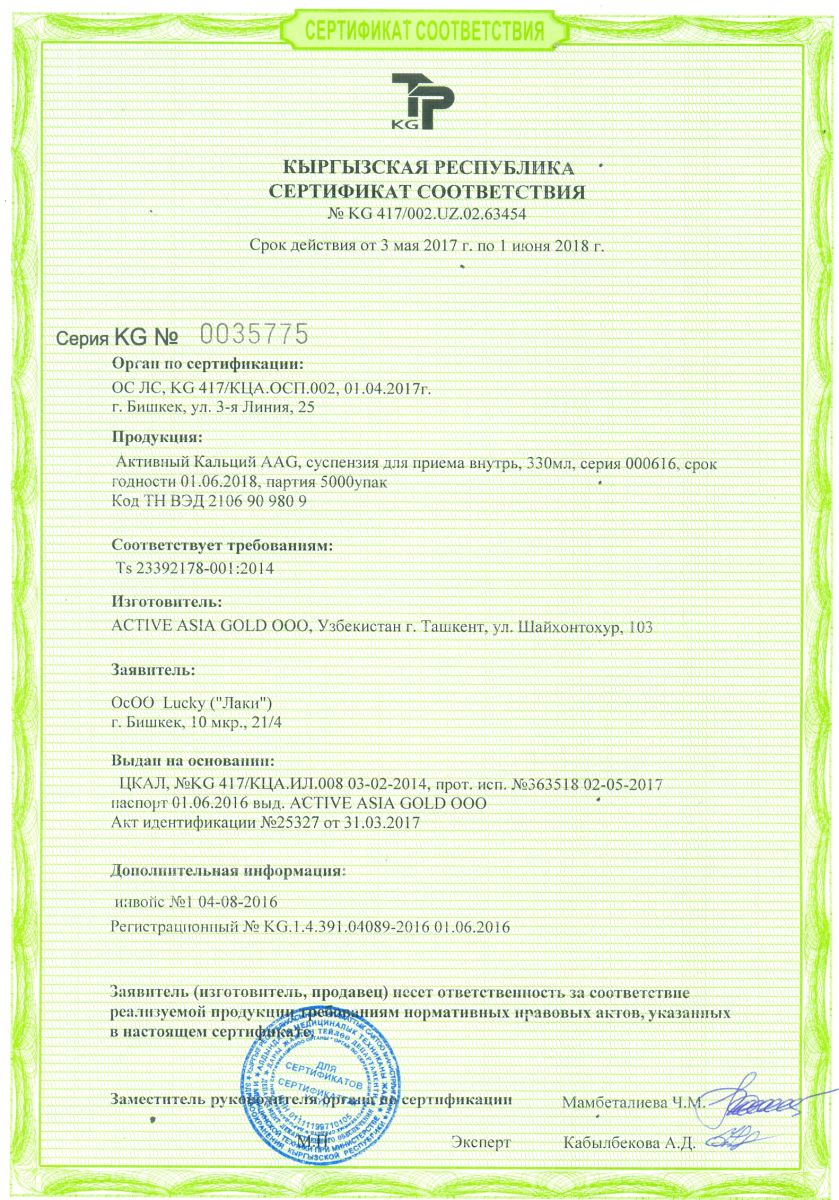 СЕРТИФИКАТ СООТВЕТСТВИЯ
KG
КЫРГЫЗСКАЯ РЕСПУБЛИКА
СЕРТИФИКАТ СООТВЕТСТВИЯ
№ KG 417/002.UZ.02.63454
Срок действия от 3 мая 2017 г. по 1 июня 2018 г.
Серия KG № 0035775
Орган по сертификации:
ОС ЛС, KG 417/КЦА.ОСП.002, 01.04.2017г.
г. Бишкек, ул. 3-я Линия, 25
Продукция:
Активный Кальций AAG, суспензия для приема внутрь, 330мл, серия 000616, срок
годности 01.06.2018, партия 5000упак
Код ТН ВЭД 2106 90 980 9
Соответствует требованиям:
Ts 23392178-001:2014
Изготовитель:
ACTIVE ASIA GOLD ООО, Узбекистан г. Ташкент, ул. Шайхонтохур, 103
Заявитель:
ОсОО Lucky ("Лаки")
г. Бишкек, 10 мкр., 21/4
Выдан на основании:
ЦКАЛ, №KG 417/КЦА.ИЛ.008 03-02-2014, прот. исп. №363518 02-05-2017
паспорт 01.06.2016 выд. ACTIVE ASIA GOLD ООО
Акт идентификации №25327 от 31.03.2017
Дополнительная информация:
инвойс №1 04-08-2016
Регистрационный № KG.1.4.391.04089-2016 01.06.2016
Заявитель (изготовитель, продавец) несет ответственность за соответствие
реализуемой продукции требованиям нормативных правовых актов, указанных
в настоящем сертификате.
ДЛЯ
СЕРТИФИКАТОВ
Заместитель руководителя органа по сертификации Мамбеталиева Ч.М.
М.П. Эксперт Кабылбекова А.Д.